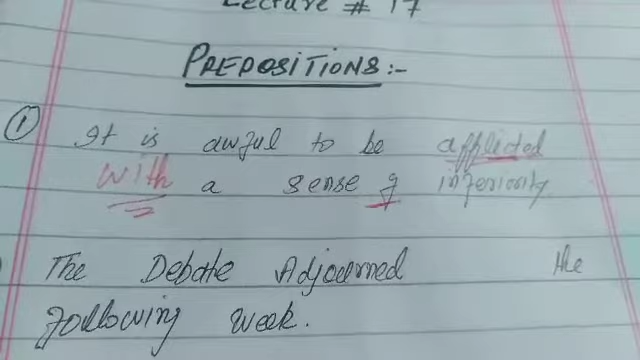 Lecture # 17
PREPOSITIONS:-
1 It is awful to be afflicted
with a sense of inferiority
The Debate Adjourned the
following week.